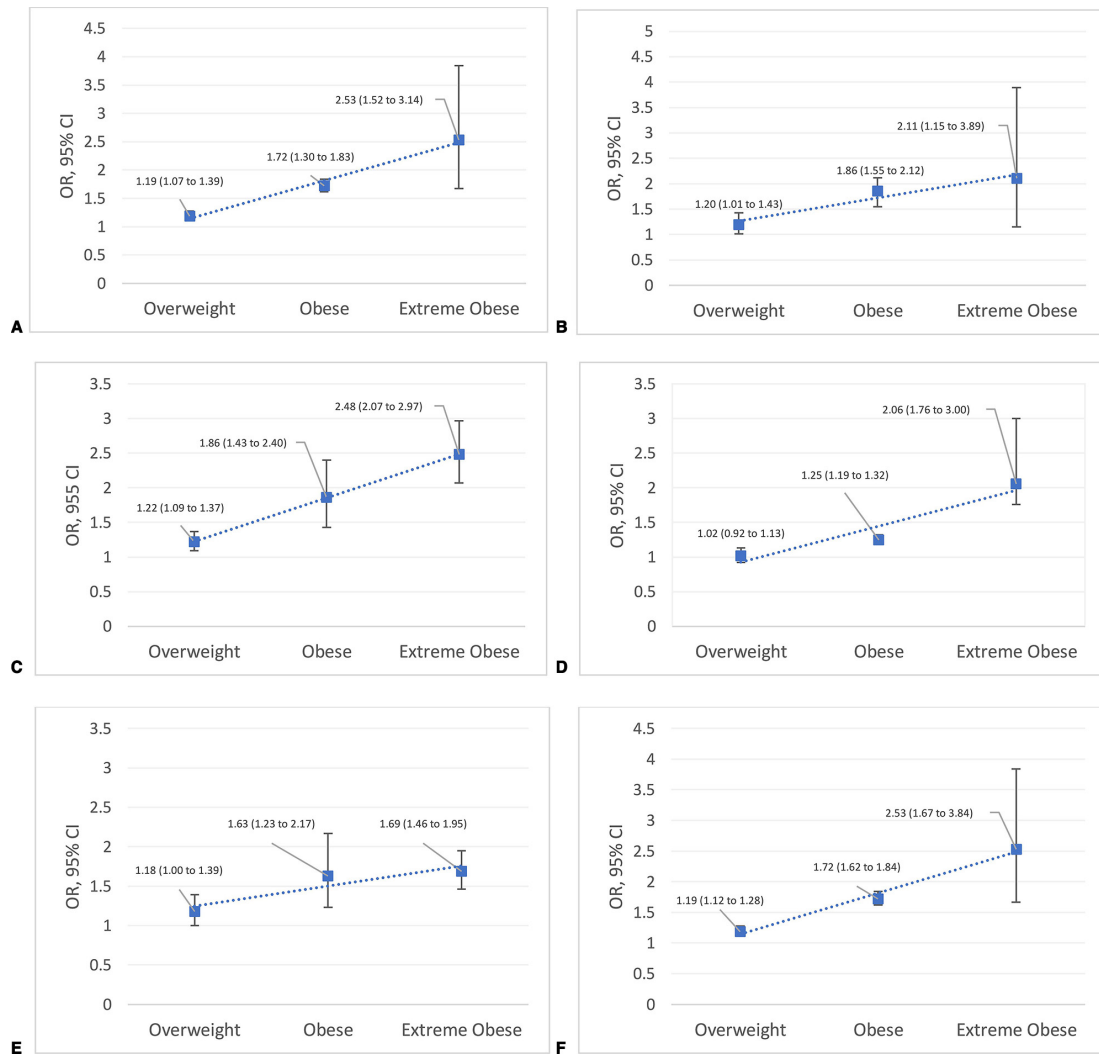 4.5
4
3.5
3
2.5
2
1.5
1
0.5
0
OR, 95% CI
1.19 (1.07 to 1.39)
1.72 (1.30 to 1.83)
2.53 (1.52 to 3.14)
Overweight Obese Extreme Obese
A
5
4.5
4
3.5
3
2.5
2
1.5
1
0.5
0
OR, 95% CI
1.20 (1.01 to 1.43)
1.86 (1.55 to 2.12)
2.11 (1.15 to 3.89)
Overweight Obese Extreme Obese
B
3.5
3
2.5
2
1.5
1
0.5
0
OR, 955 CI
1.22 (1.09 to 1.37)
1.86 (1.43 to 2.40)
2.48 (2.07 to 2.97)
Overweight Obese Extreme Obese
C
3.5
3
2.5
2
1.5
1
0.5
0
OR, 95% CI
1.02 (0.92 to 1.13)
1.25 (1.19 to 1.32)
2.06 (1.76 to 3.00)
Overweight Obese Extreme Obese
D
3.5
3
2.5
2
1.5
1
0.5
0
OR, 95% CI
1.18 (1.00 to 1.39)
1.63 (1.23 to 2.17)
1.69 (1.46 to 1.95)
Overweight Obese Extreme Obese
E
4.5
4
3.5
3
2.5
2
1.5
1
0.5
0
OR, 95% CI
1.19 (1.12 to 1.28)
1.72 (1.62 to 1.84)
2.53 (1.67 to 3.84)
Overweight Obese Extreme Obese
F